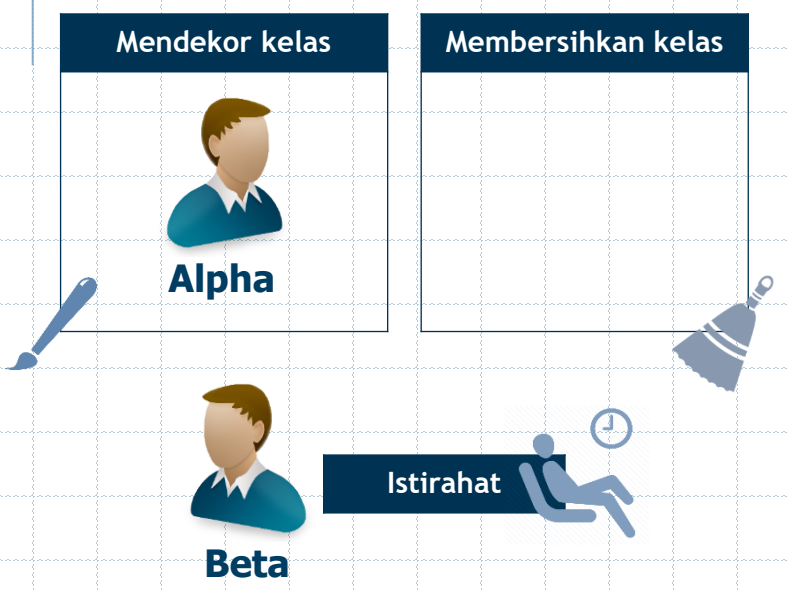 Mendekor kelas
Membersihkan kelas
Alpha
Istirahat
Beta